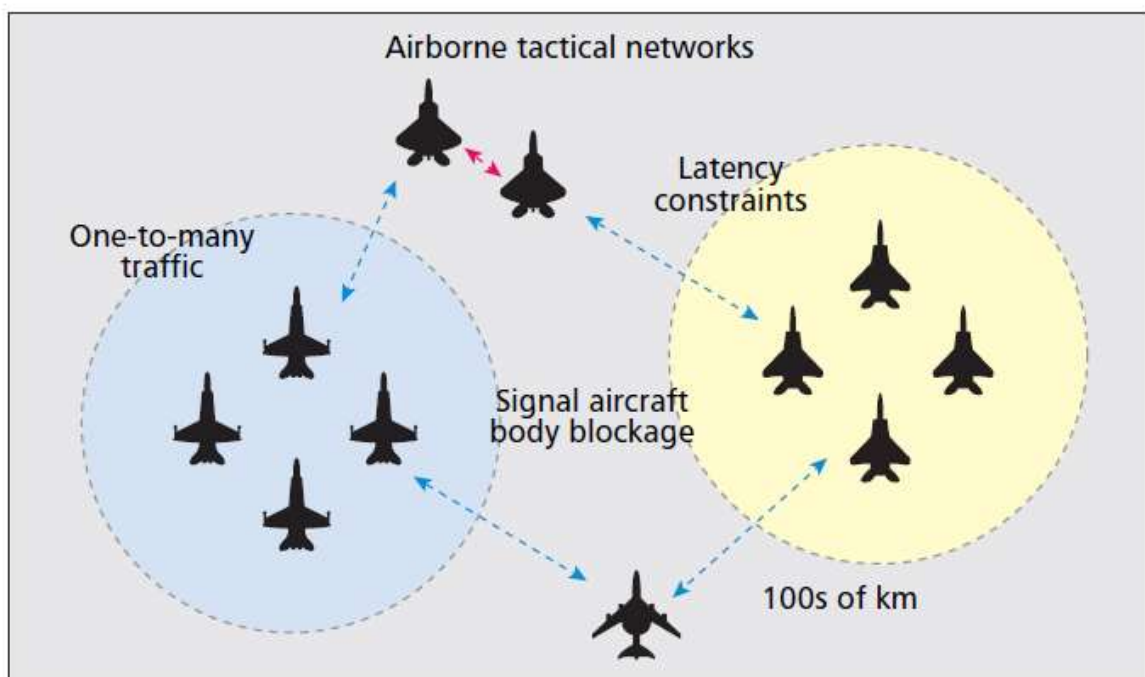 Airborne tactical networks
Latency
constraints
One-to-many
traffic
Signal aircraft
body blockage
100s of km